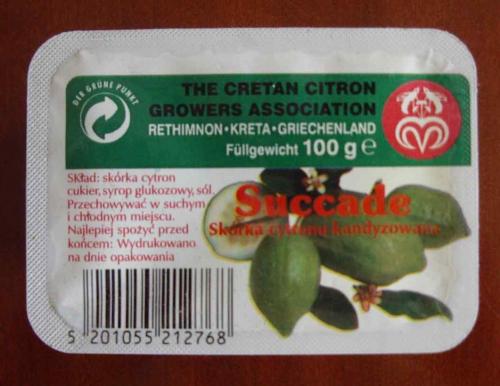 DER GRÜNE PUNKT
THE CRETAN CITRON
GROWERS ASSOCIATION
RETHIMNON•KRETA•GRIECHENLAND
Füllgewicht 100 g e
Skład: skórka cytron
cukier, syrop glukozowy, sól.
Przechowywać w suchym
i chłodnym miejscu.
Najlepiej spożyć przed
końcem: Wydrukowano
na dnie opakowania
Succade
Skórka cytronu kandyzowana
5 201055 212768